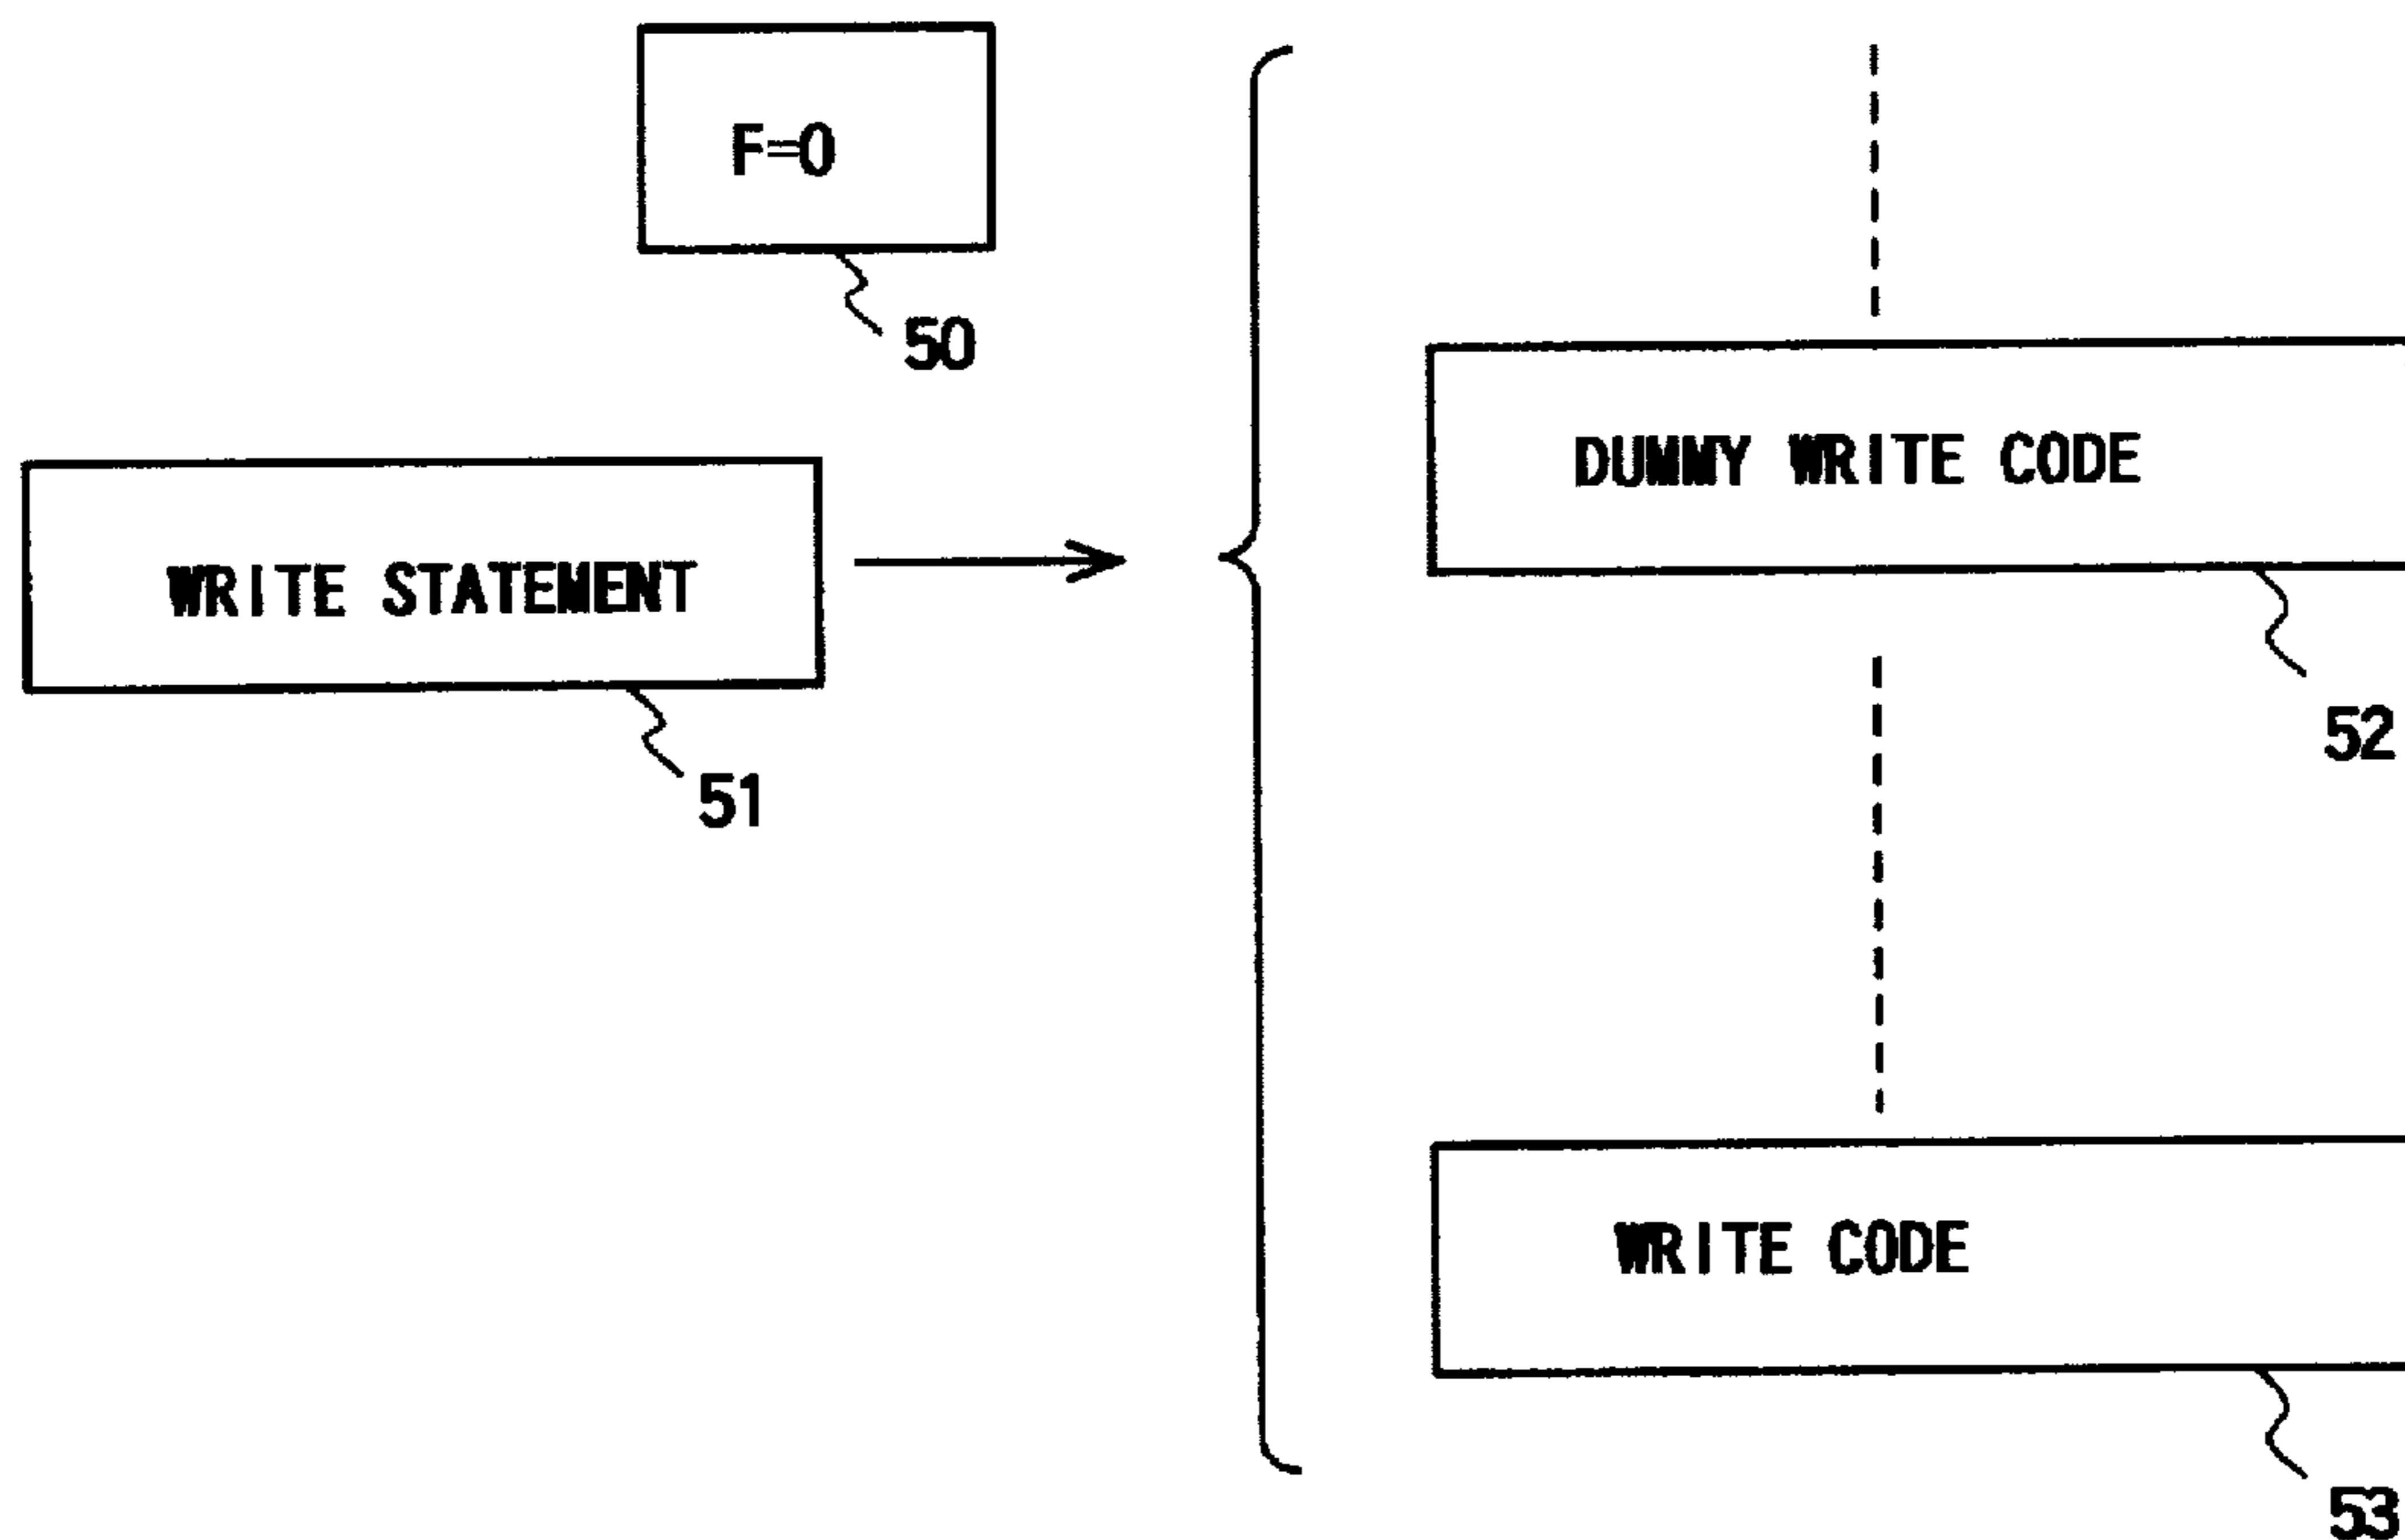 F=0
50
WRITE STATEMENT
51
DUMMY WRITE CODE
52
WRITE CODE
53